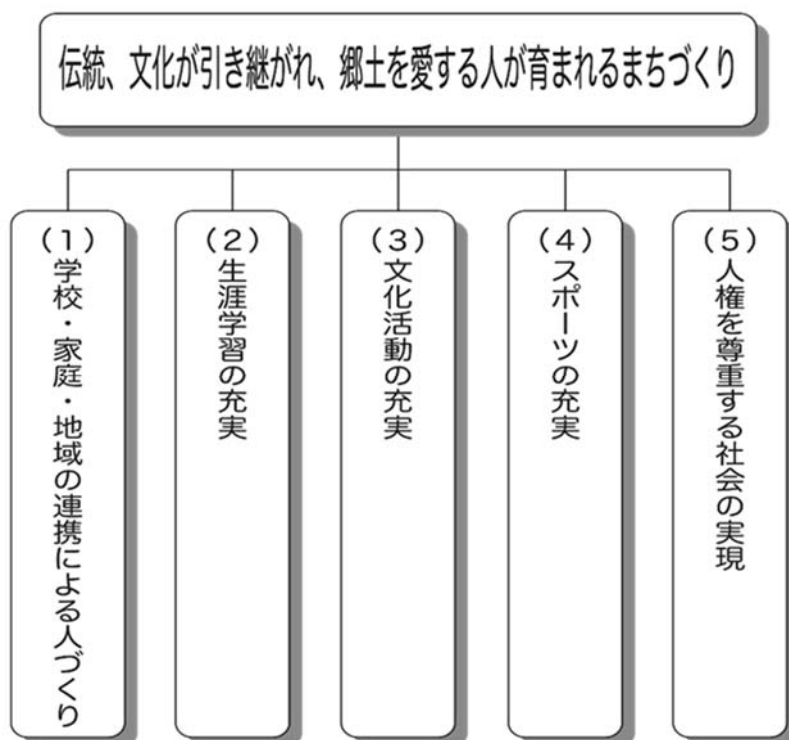 伝統、文化が引き継がれ、郷土を愛する人が育まれるまちづくり
（1）学校・家庭・地域の連携による人づくり
（2）生涯学習の充実
（3）文化活動の充実
（4）スポーツの充実
（5）人権を尊重する社会の実現